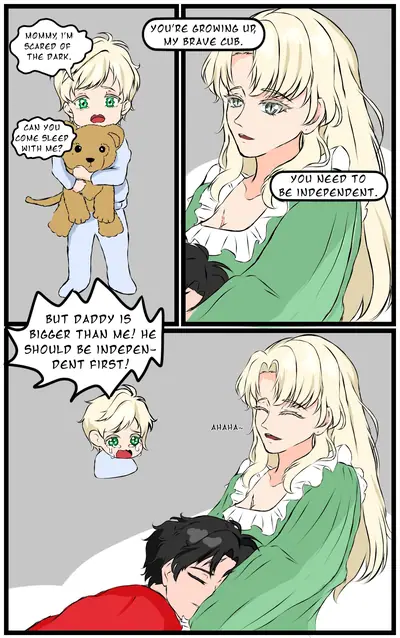 MOMMY, I'M
SCARED OF
THE DARK.
CAN YOU
COME SLEEP
WITH ME?
YOU'RE GROWING UP,
MY BRAVE CUB.
YOU NEED TO
BE INDEPENDENT.
BUT DADDY IS
BIGGER THAN ME! HE
SHOULD BE INDEPEN-
DENT FIRST!
AHAHA~